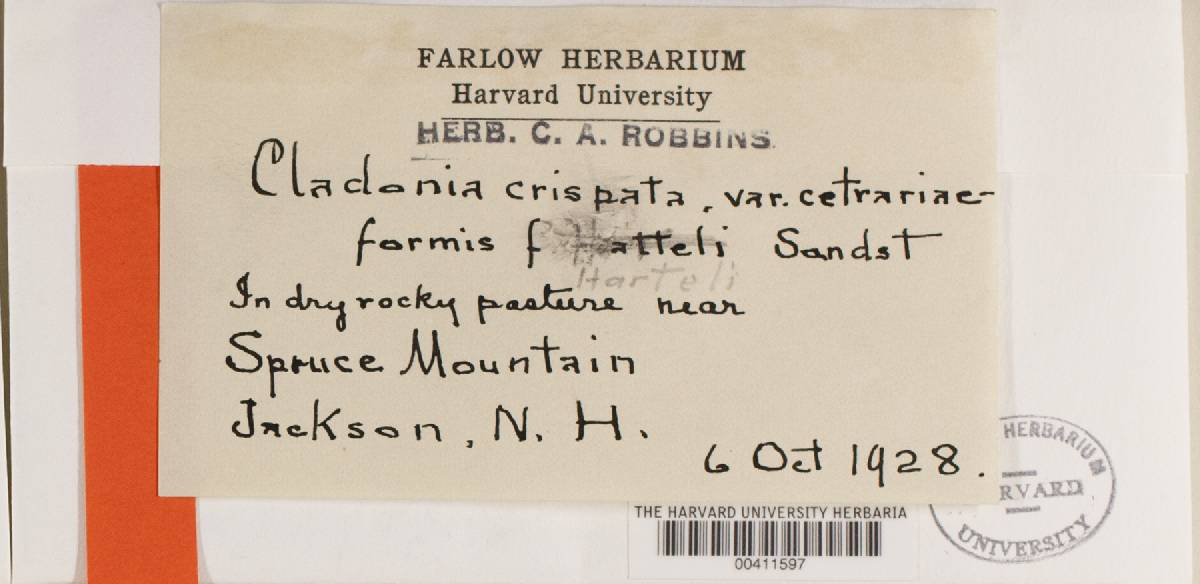 FARLOW HERBARIUM
Harvard University
HERB. C. A. ROBBINS.
Cladonia crispata, var. cetrariae-
formis f Hatteli Sandst
Harteli
In dry rocky pasture near
Spruce Mountain
Jackson, N. H.
6 Oct 1928.
THE HARVARD UNIVERSITY HERBARIA
00411597
HERBARIUM
RVARD
UNIVERSITY